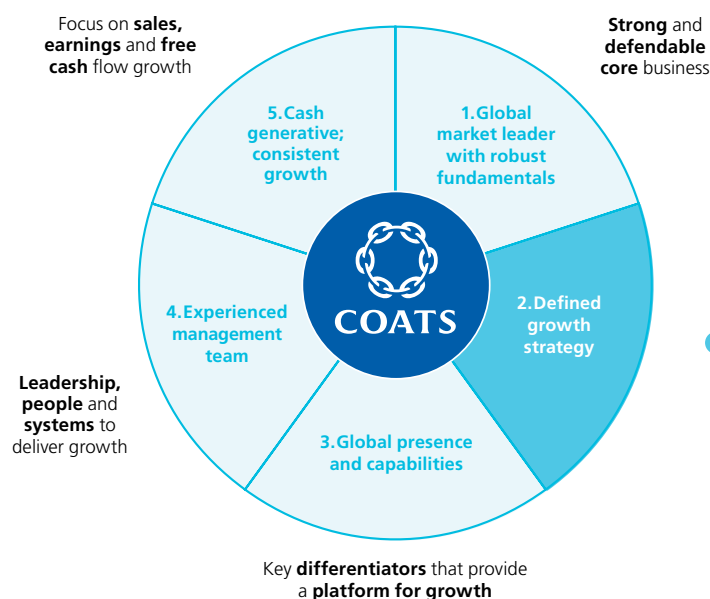 Focus on sales,
earnings and free
cash flow growth
Strong and
defendable
core business
5.Cash
generative;
consistent
growth
1.Global
market leader
with robust
fundamentals
COATS
2.Defined
growth
strategy
4.Experienced
management
team
Leadership,
people and
systems to
deliver growth
3.Global presence
and capabilities
Key differentiators that provide
a platform for growth